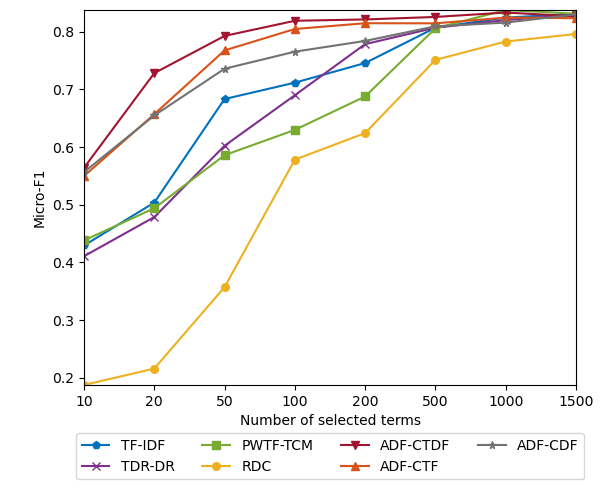 0.8
0.7
0.6
0.5
0.4
0.3
0.2
Micro-F1
10 20 50 100 200 500 1000 1500
Number of selected terms
TF-IDF PWTF-TCM ADF-CTDF ADF-CDF
TDR-DR RDC ADF-CTF